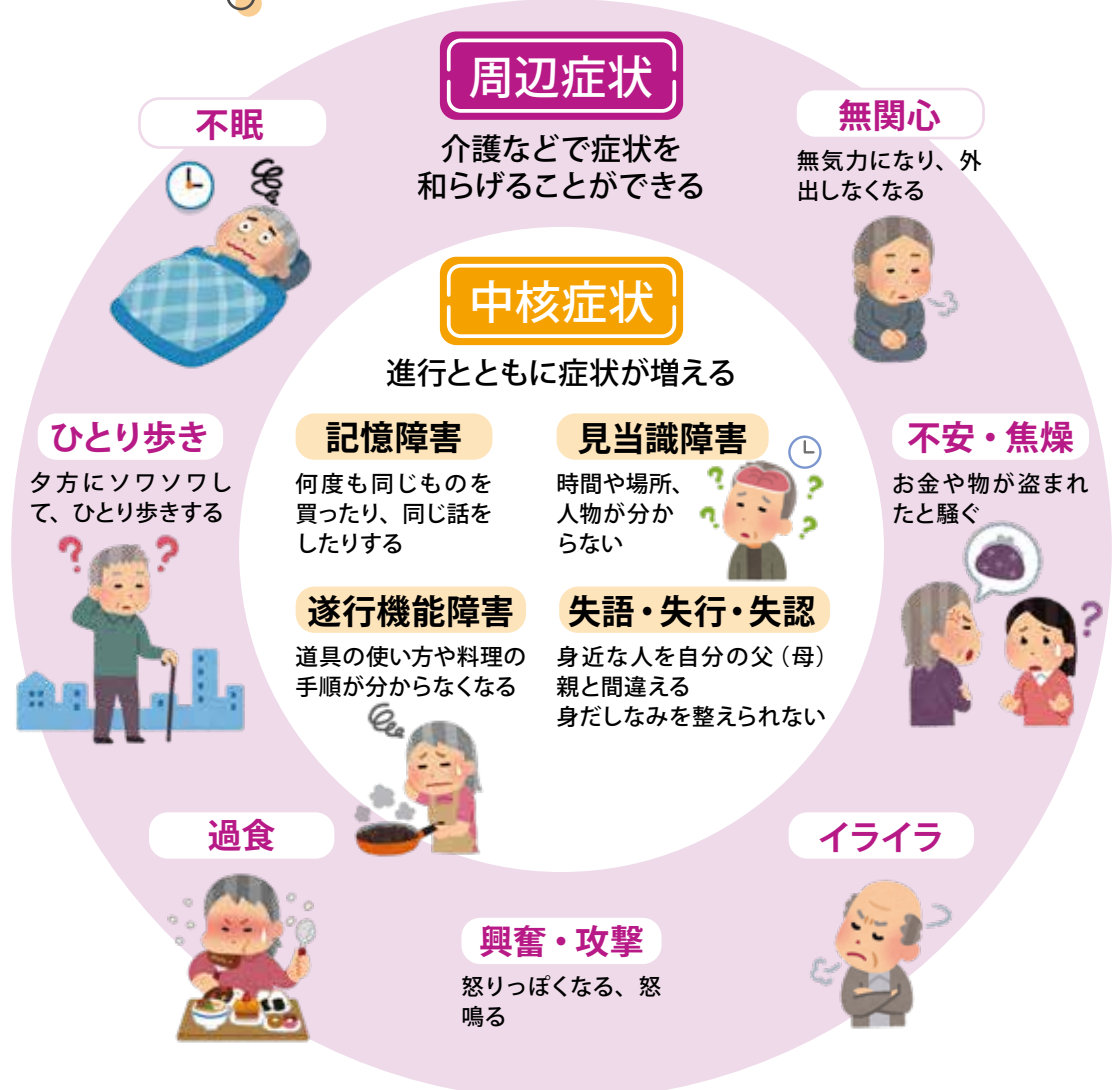 周辺症状
介護などで症状を
和らげることができる
不眠
無関心
無気力になり、外
出しなくなる
中核症状
進行とともに症状が増える
記憶障害
何度も同じものを
買ったり、同じ話を
したりする
見当識障害
時間や場所、
人物が分か
らない
遂行機能障害
道具の使い方や料理の
手順が分からなくなる
失語・失行・失認
身近な人を自分の父(母)
親と間違える
身だしなみを整えられない
ひとり歩き
夕方にソワソワし
て、ひとり歩きする
不安・焦燥
お金や物が盗まれ
たと騒ぐ
過食
イライラ
興奮・攻撃
怒りっぽくなる、怒
鳴る